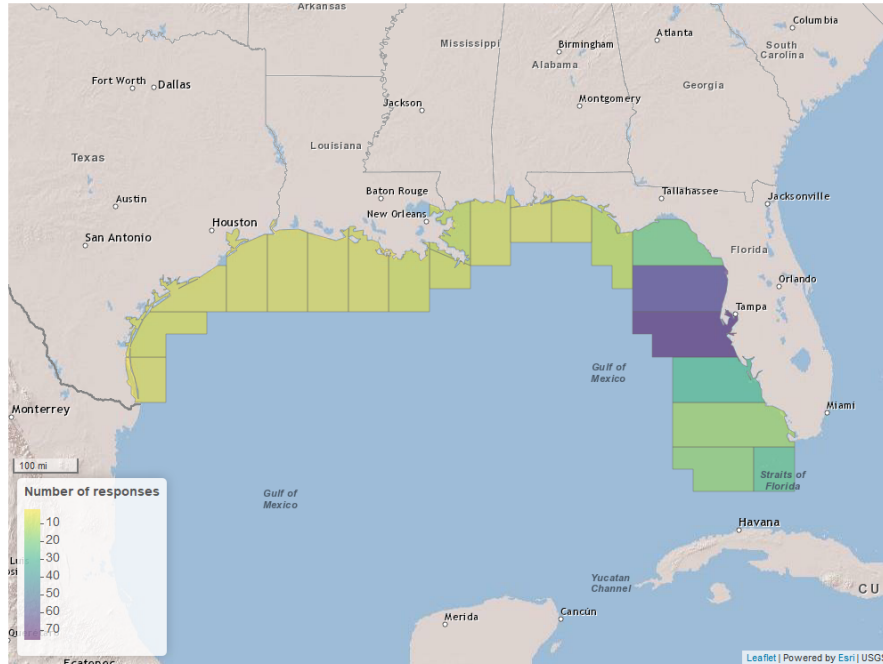 Arkansas
Columbia
Atlanta
Mississippi
Birmingham
South
Carolina
Alabama
Fort Worth
Dallas
Georgia
Jackson
Montgomery
Louisiana
Texas
Baton Rouge
Tallahassee
Austin
Jacksonville
New Orleans
Houston
San Antonio
Florida
Orlando
Tampa
Gulf of
Mexico
Monterrey
Miami
100 mi
Straits of
Florida
Number of responses
Gulf of
Mexico
10
20
30
40
50
60
70
Havana
Yucatan
Channel
CU
Merida
Cancún
Ecatepec
Leaflet | Powered by Esri | USGS